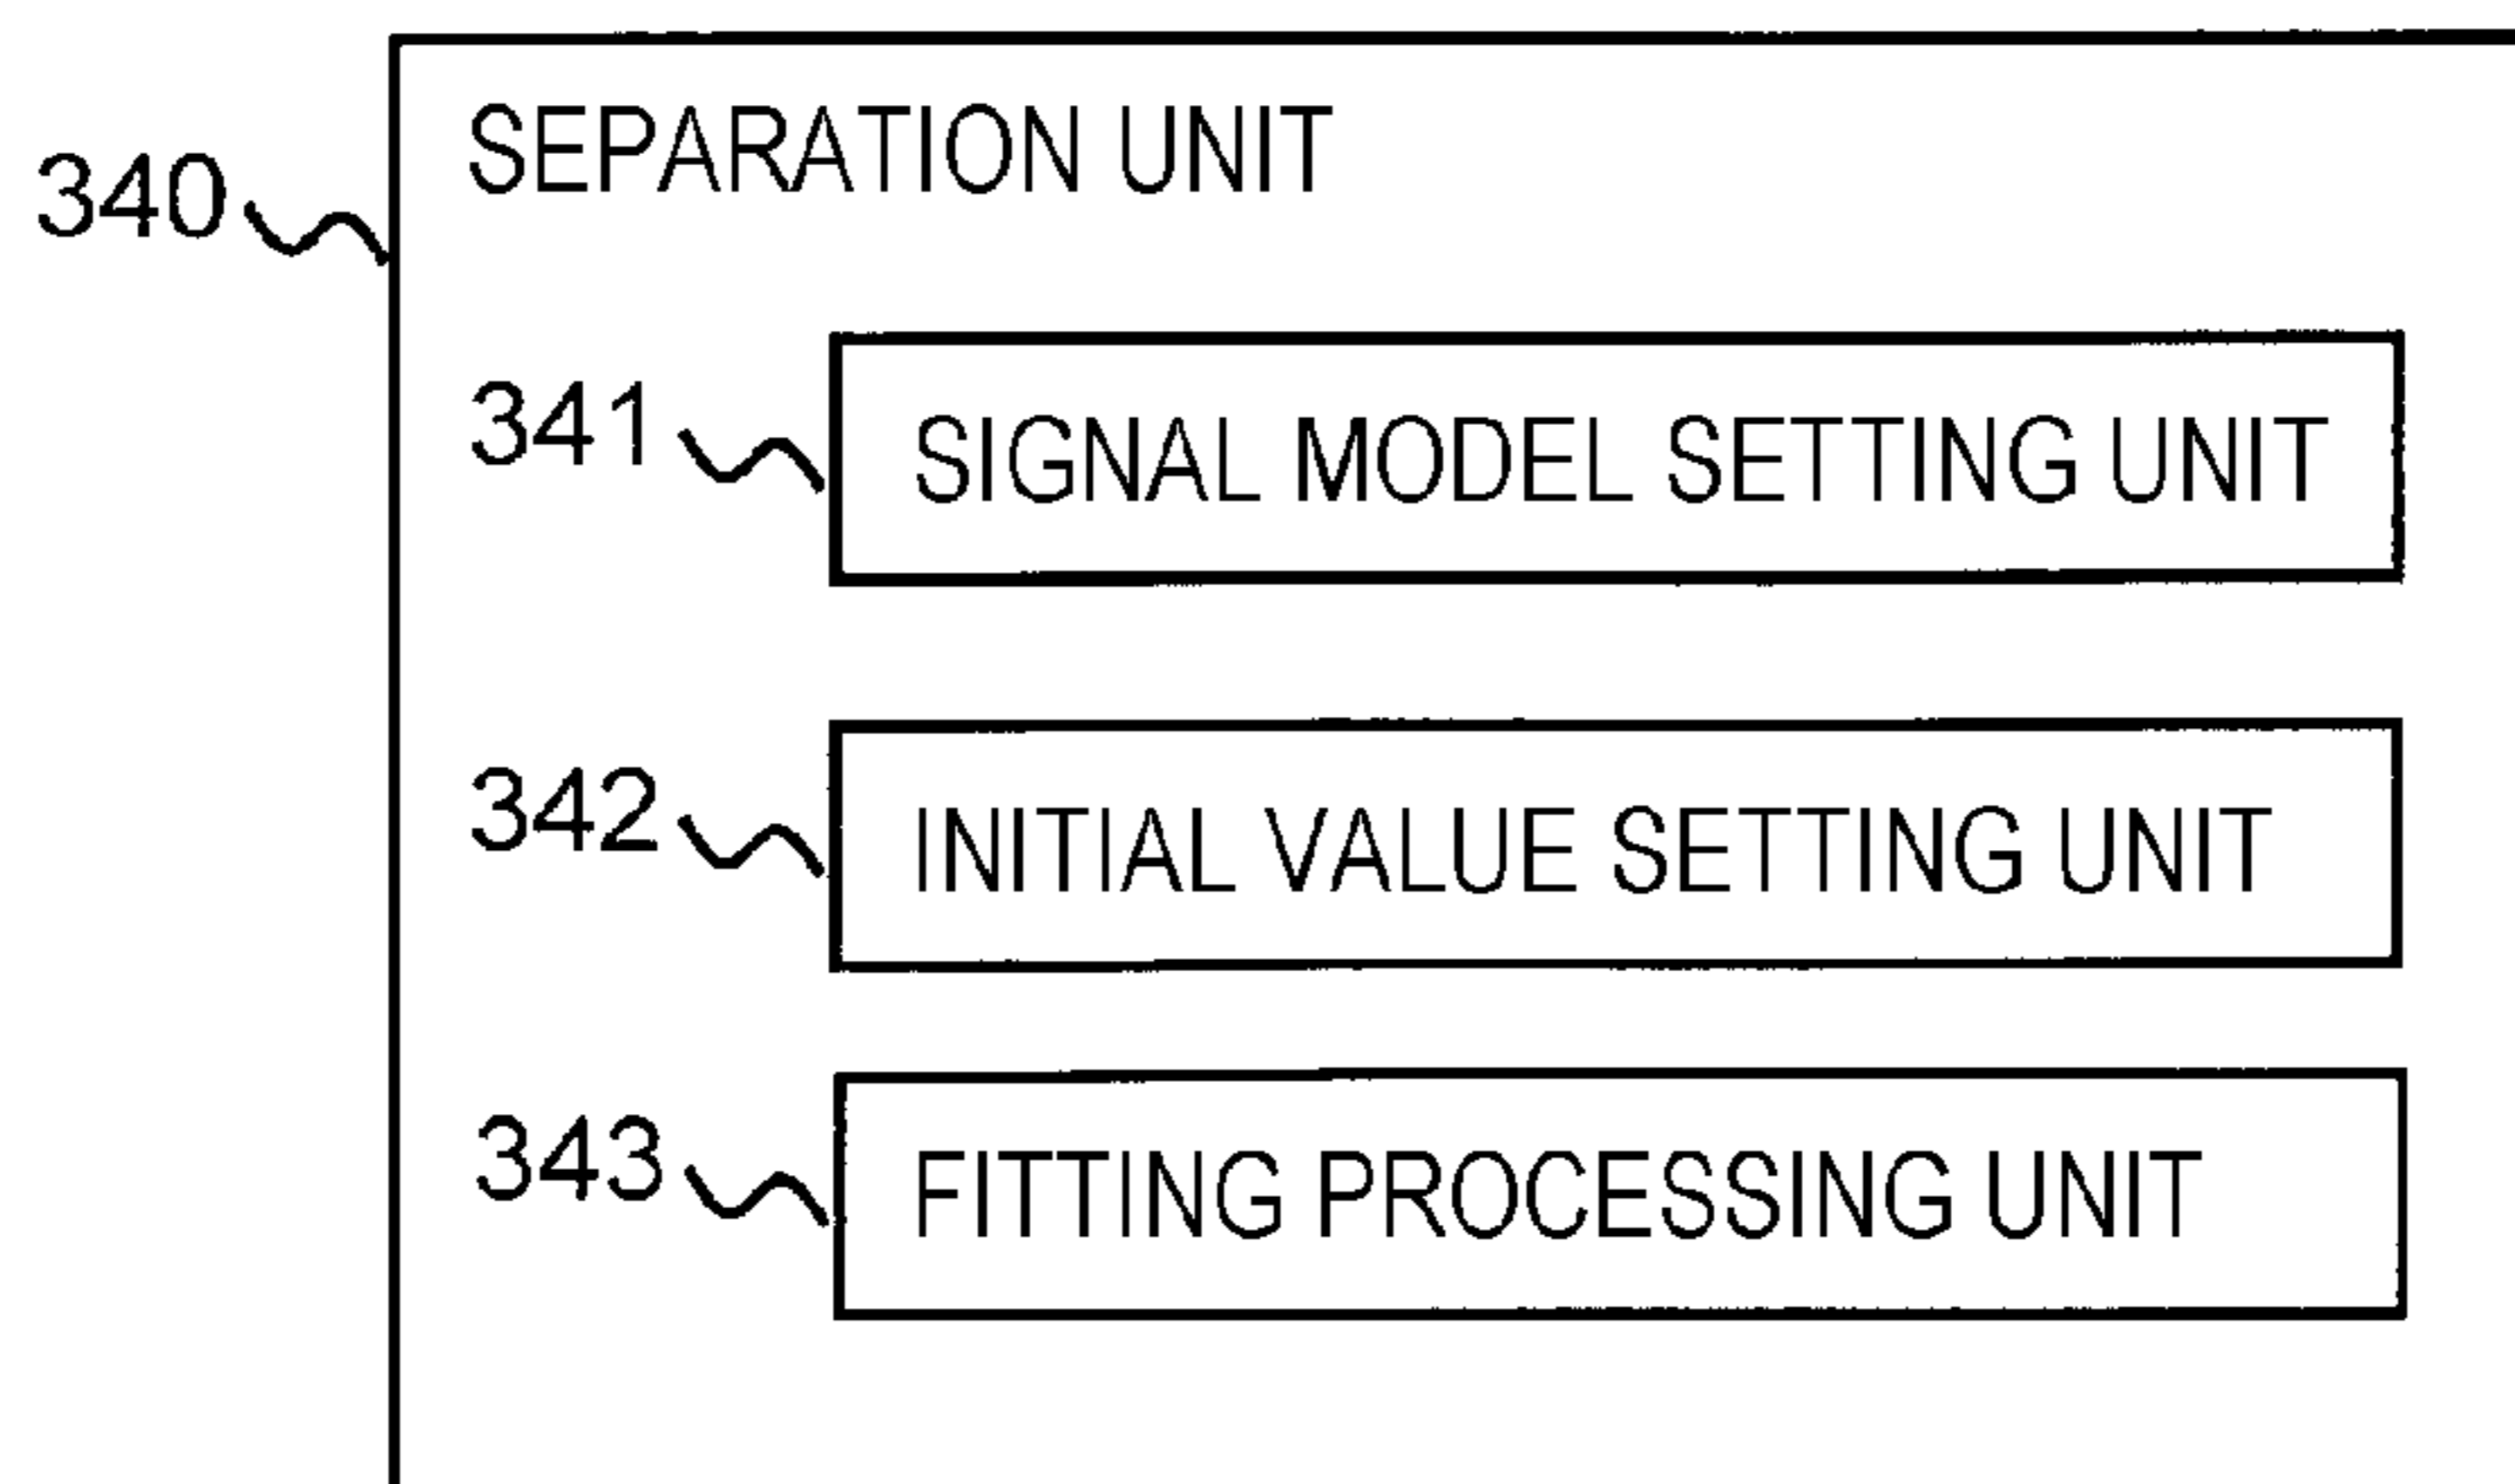 SEPARATION UNIT
340
341 SIGNAL MODEL SETTING UNIT
342 INITIAL VALUE SETTING UNIT
343 FITTING PROCESSING UNIT